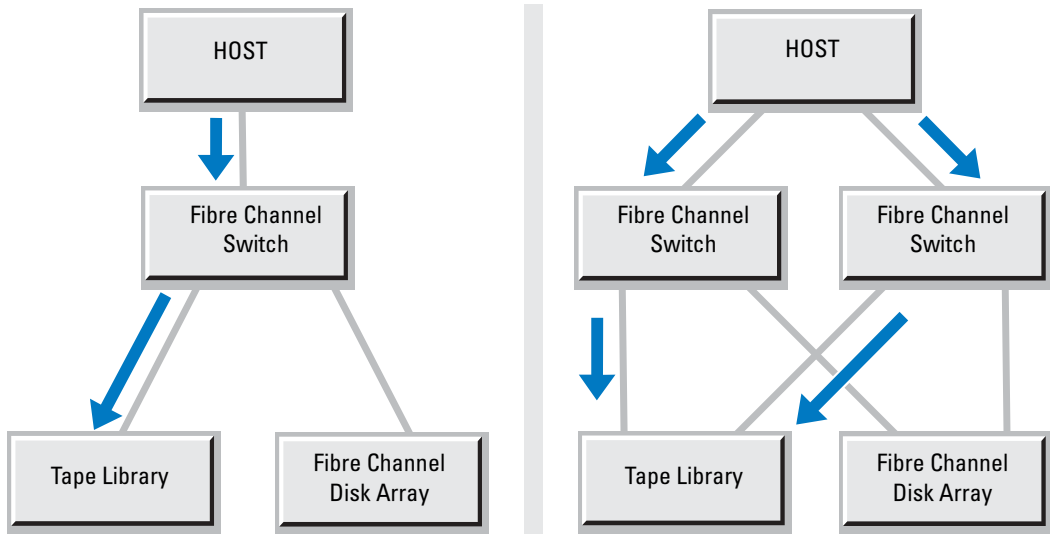 HOST
Fibre Channel
Switch
Tape Library
Fibre Channel
Disk Array
HOST
Fibre Channel
Switch
Fibre Channel
Switch
Tape Library
Fibre Channel
Disk Array